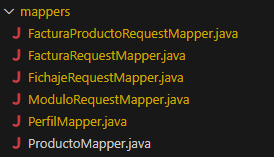 mappers
FacturaProductoRequestMapper.java
FacturaRequestMapper.java
FichajeRequestMapper.java
ModuloRequestMapper.java
PerfilMapper.java
ProductoMapper.java